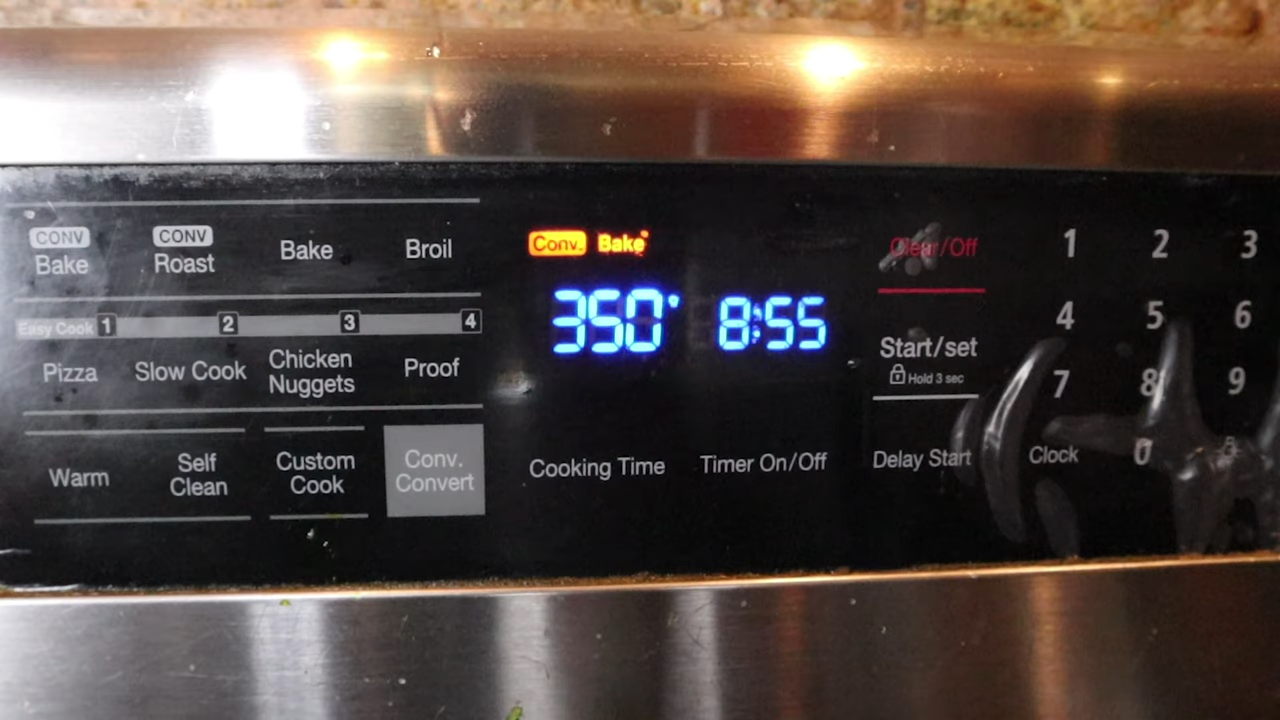 CONV
Bake
CONV
Roast
Bake
Broil
Easy Cook 1
2
3
4
Pizza
Slow Cook
Chicken
Nuggets
Proof
Warm
Self
Clean
Custom
Cook
Conv.
Convert
Conv. Bake
350° 8:55
Cooking Time
Timer On/Off
Clear/Off
Start/set
Hold 3 sec
Delay Start
1 2 3
4 5 6
7 8 9
Clock 0